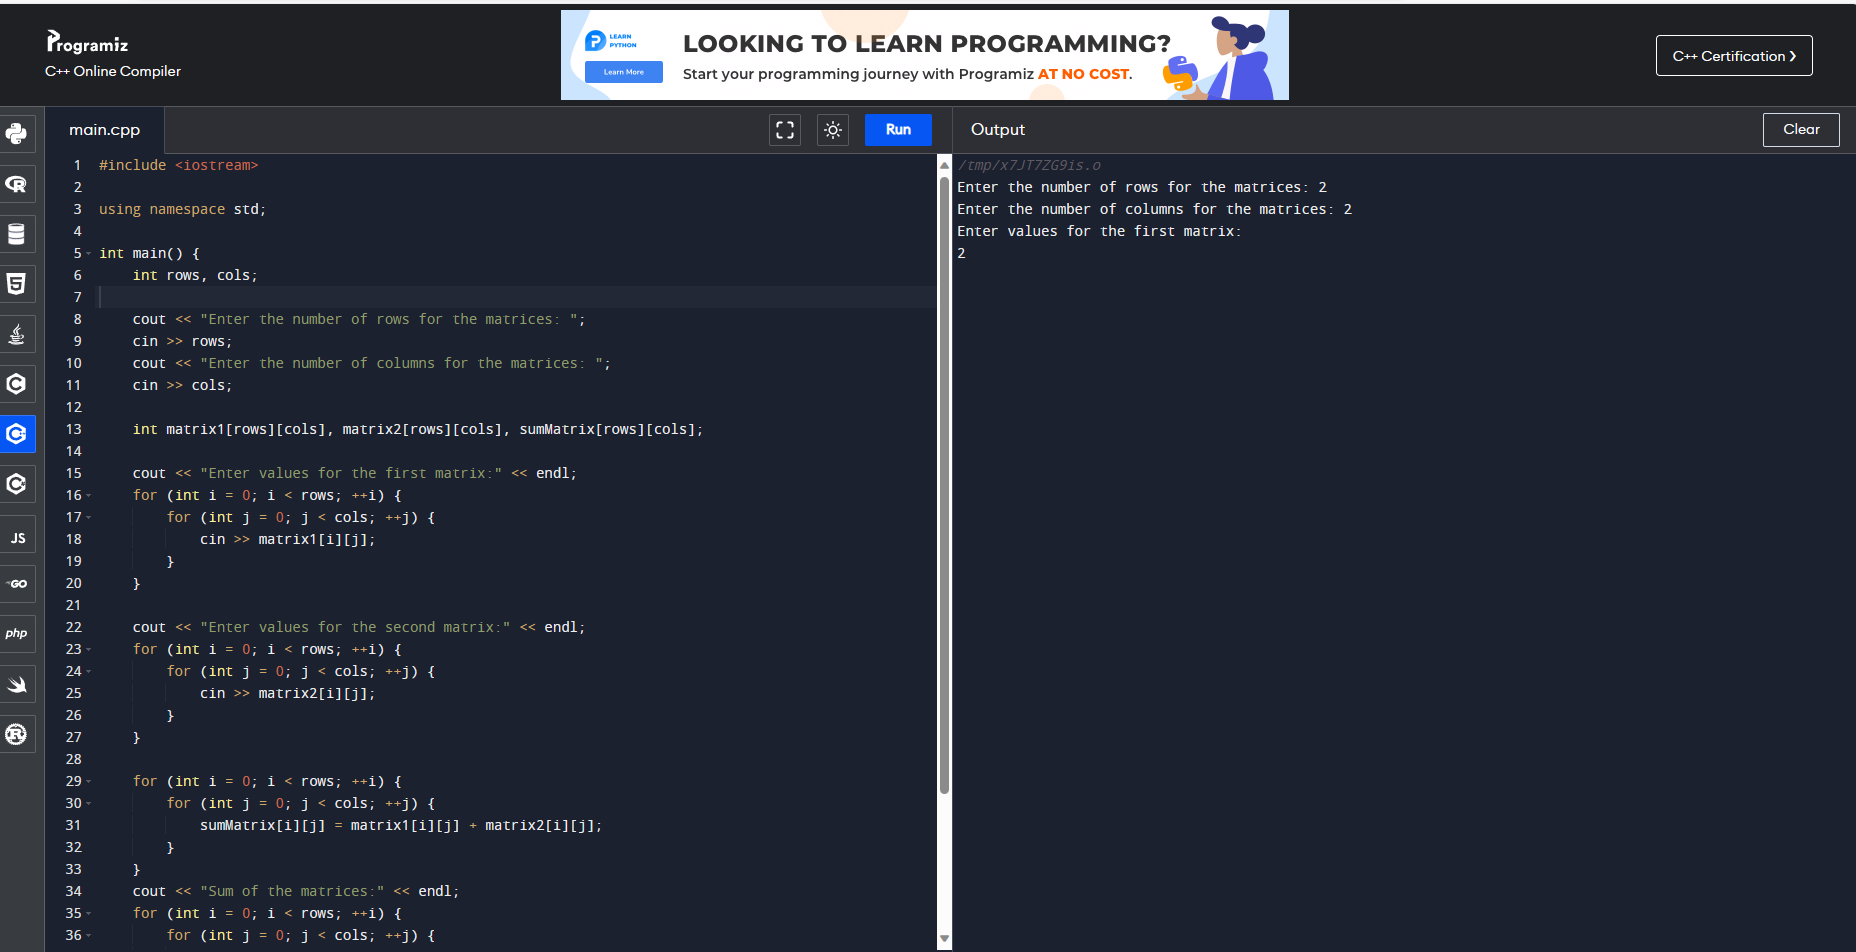 Programiz
C++ Online Compiler
LEARN
PYTHON
Learn More
LOOKING TO LEARN PROGRAMMING?
Start your programming journey with Programiz AT NO COST.
C++ Certification >
main.cpp
Run
Output
Clear
1 #include <iostream>
2
3 using namespace std;
4
5 int main() {
6     int rows, cols;
7
8     cout << "Enter the number of rows for the matrices: ";
9     cin >> rows;
10     cout << "Enter the number of columns for the matrices: ";
11     cin >> cols;
12
13     int matrix1[rows][cols], matrix2[rows][cols], sumMatrix[rows][cols];
14
15     cout << "Enter values for the first matrix:" << endl;
16     for (int i = 0; i < rows; ++i) {
17         for (int j = 0; j < cols; ++j) {
18             cin >> matrix1[i][j];
19         }
20     }
21
22     cout << "Enter values for the second matrix:" << endl;
23     for (int i = 0; i < rows; ++i) {
24         for (int j = 0; j < cols; ++j) {
25             cin >> matrix2[i][j];
26         }
27     }
28
29     for (int i = 0; i < rows; ++i) {
30         for (int j = 0; j < cols; ++j) {
31             sumMatrix[i][j] = matrix1[i][j] + matrix2[i][j];
32         }
33     }
34     cout << "Sum of the matrices:" << endl;
35     for (int i = 0; i < rows; ++i) {
36         for (int j = 0; j < cols; ++j) {
/tmp/x7JT7ZG9is.o
Enter the number of rows for the matrices: 2
Enter the number of columns for the matrices: 2
Enter values for the first matrix:
2
R
5
C
C+
C
JS
GO
php
R